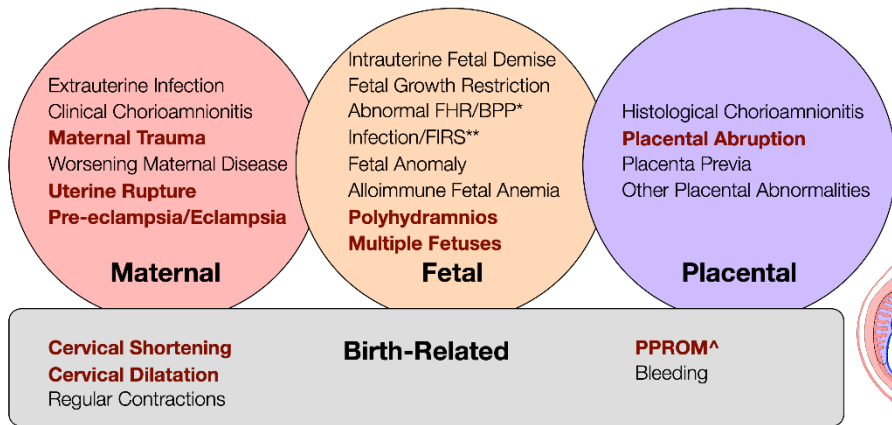 Extrauterine Infection
Clinical Chorioamnionitis
Maternal Trauma
Worsening Maternal Disease
Uterine Rupture
Pre-eclampsia/Eclampsia
Maternal
Intrauterine Fetal Demise
Fetal Growth Restriction
Abnormal FHR/BPP*
Infection/FIRS**
Fetal Anomaly
Alloimmune Fetal Anemia
Polyhydramnios
Multiple Fetuses
Fetal
Histological Chorioamnionitis
Placental Abruption
Placenta Previa
Other Placental Abnormalities
Placental
Cervical Shortening
Cervical Dilatation
Regular Contractions
Birth-Related
PPROM^
Bleeding